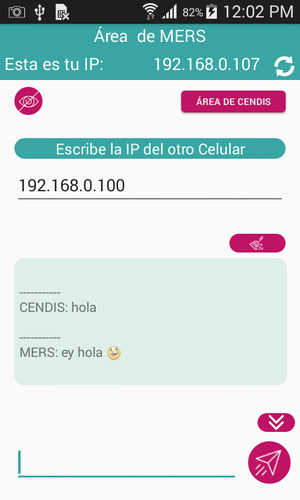 82% 12:02 PM
Área de MERS
Esta es tu IP: 192.168.0.107
ÁREA DE CENDIS
Escribe la IP del otro Celular
192.168.0.100
-----------
CENDIS: hola
-----------
MERS: ey hola 😄